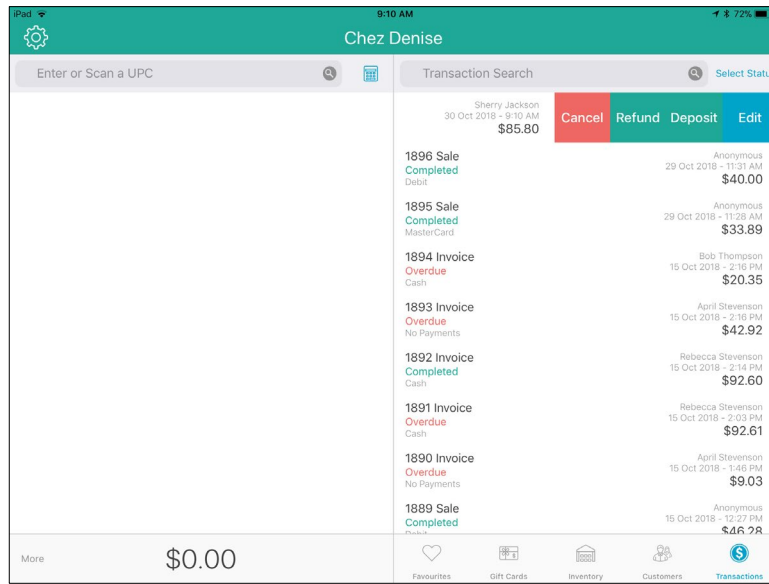 iPad 9:10 AM 72%
Chez Denise
Enter or Scan a UPC
Transaction Search Select Statu
Sherry Jackson
30 Oct 2018 - 9:10 AM
$85.80
Cancel Refund Deposit Edit
1896 Sale Anonymous
Completed 29 Oct 2018 - 11:31 AM
Debit $40.00
1895 Sale Anonymous
Completed 29 Oct 2018 - 11:28 AM
MasterCard $33.89
1894 Invoice Bob Thompson
Overdue 15 Oct 2018 - 2:16 PM
Cash $20.35
1893 Invoice April Stevenson
Overdue 15 Oct 2018 - 2:16 PM
No Payments $42.92
1892 Invoice Rebecca Stevenson
Completed 15 Oct 2018 - 2:14 PM
Cash $92.60
1891 Invoice Rebecca Stevenson
Overdue 15 Oct 2018 - 2:03 PM
Cash $92.61
1890 Invoice April Stevenson
Overdue 15 Oct 2018 - 1:46 PM
No Payments $9.03
1889 Sale Anonymous
Completed 15 Oct 2018 - 12:27 PM
Debit $46.28
More $0.00
Favourites Gift Cards Inventory Customers Transactions